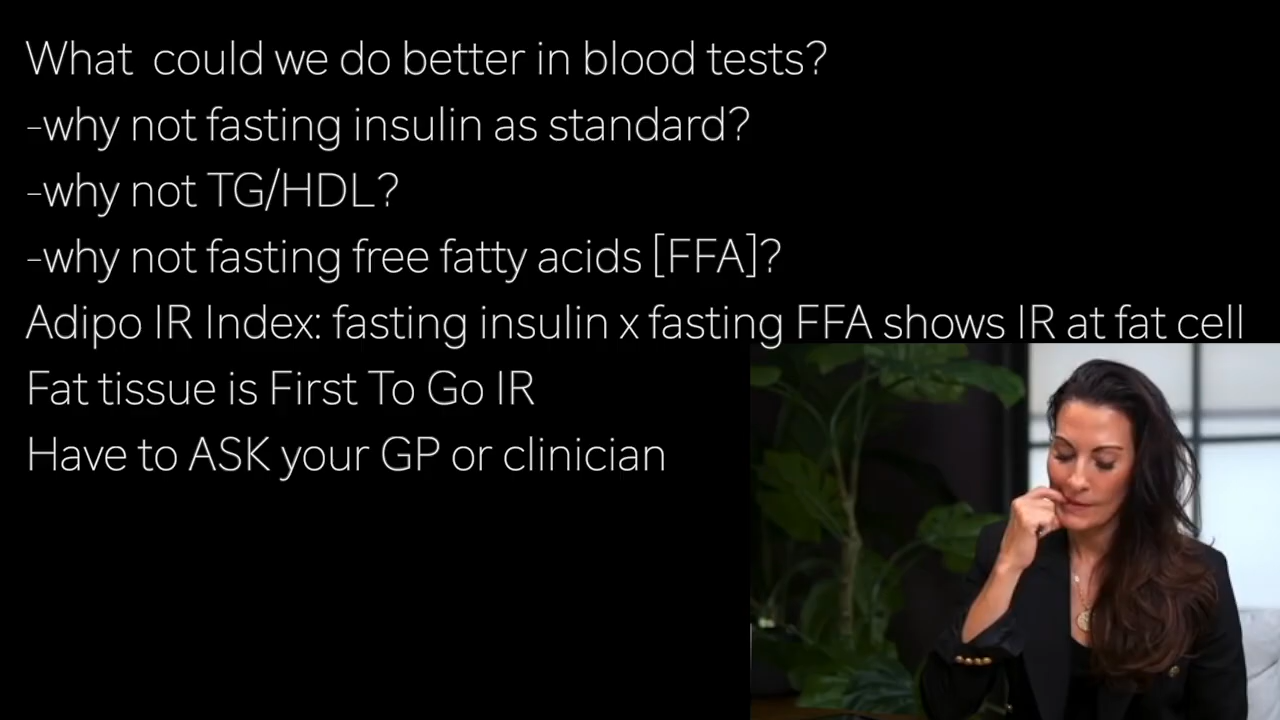 What could we do better in blood tests?
-why not fasting insulin as standard?
-why not TG/HDL?
-why not fasting free fatty acids [FFA]?
Adipo IR Index: fasting insulin x fasting FFA shows IR at fat cell
Fat tissue is First To Go IR
Have to ASK your GP or clinician